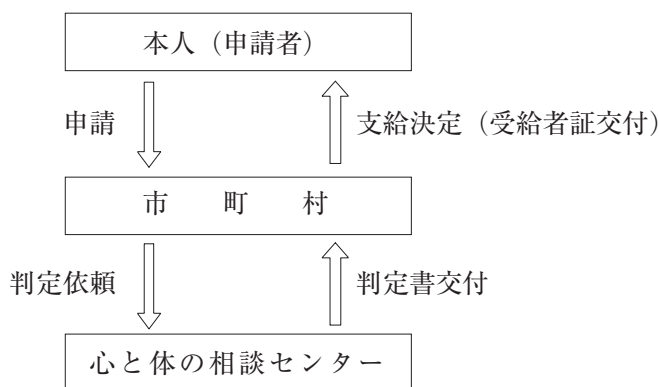 本人（申請者）
申請
支給決定（受給者証交付）
市　町　村
判定依頼
判定書交付
心と体の相談センター